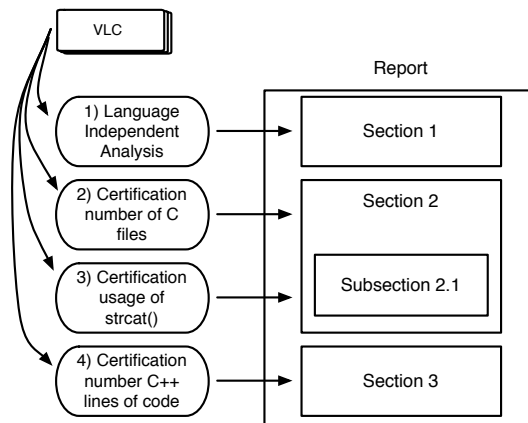 VLC
Report
1) Language
Independent
Analysis
Section 1
2) Certification
number of C
files
Section 2
3) Certification
usage of
strcat()
Subsection 2.1
4) Certification
number C++
lines of code
Section 3